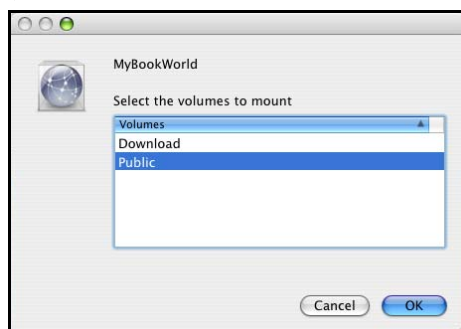 MyBookWorld
Select the volumes to mount
Volumes
Download
Public
Cancel OK